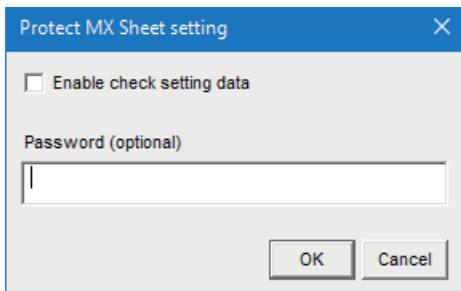 Protect MX Sheet setting
Enable check setting data
Password (optional)
OK Cancel